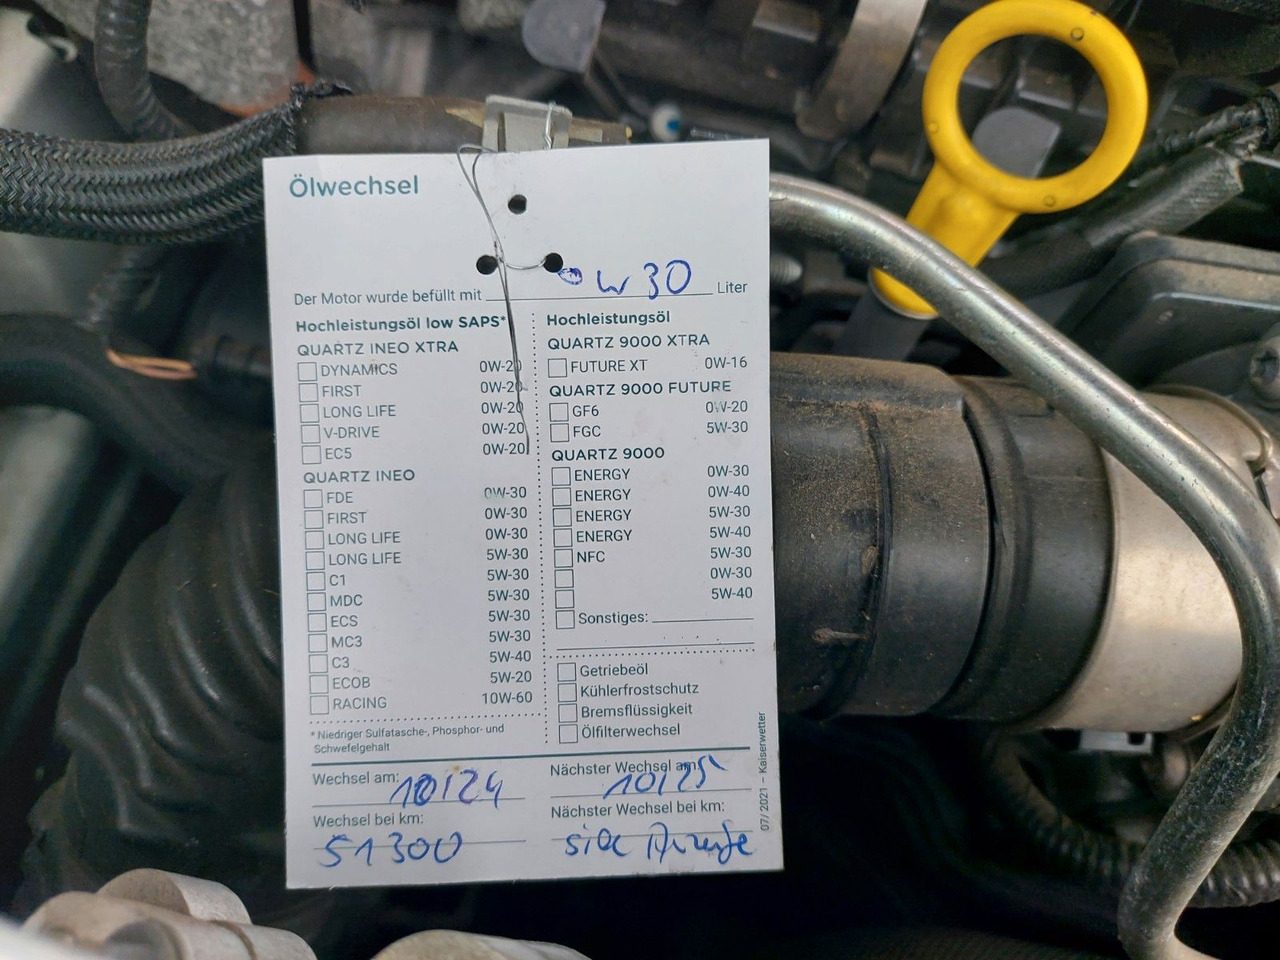 Ölwechsel
Der Motor wurde befüllt mit 0W30 Liter
Hochleistungsöl low SAPS*
QUARTZ INEO XTRA
DYNAMICS 0W-20
FIRST 0W-20
LONG LIFE 0W-20
V-DRIVE 0W-20
EC5 0W-20
QUARTZ INEO
FDE 0W-30
FIRST 0W-30
LONG LIFE 0W-30
LONG LIFE 5W-30
C1 5W-30
MDC 5W-30
ECS 5W-30
MC3 5W-30
C3 5W-40
ECOB 5W-20
RACING 10W-60
* Niedriger Sulfatasche-, Phosphor- und
Schwefelgehalt
Hochleistungsöl
QUARTZ 9000 XTRA
FUTURE XT 0W-16
QUARTZ 9000 FUTURE
GF6 0W-20
FGC 5W-30
QUARTZ 9000
ENERGY 0W-30
ENERGY 0W-40
ENERGY 5W-30
ENERGY 5W-40
NFC 5W-30
0W-30
5W-40
Sonstiges:
Getriebeöl
Kühlerfrostschutz
Bremsflüssigkeit
Ölfilterwechsel
Wechsel am: 10/24
Nächster Wechsel am: 10/25
Wechsel bei km:
51300
Nächster Wechsel bei km:
Anzeige
07/2021 – Kaiserwetter